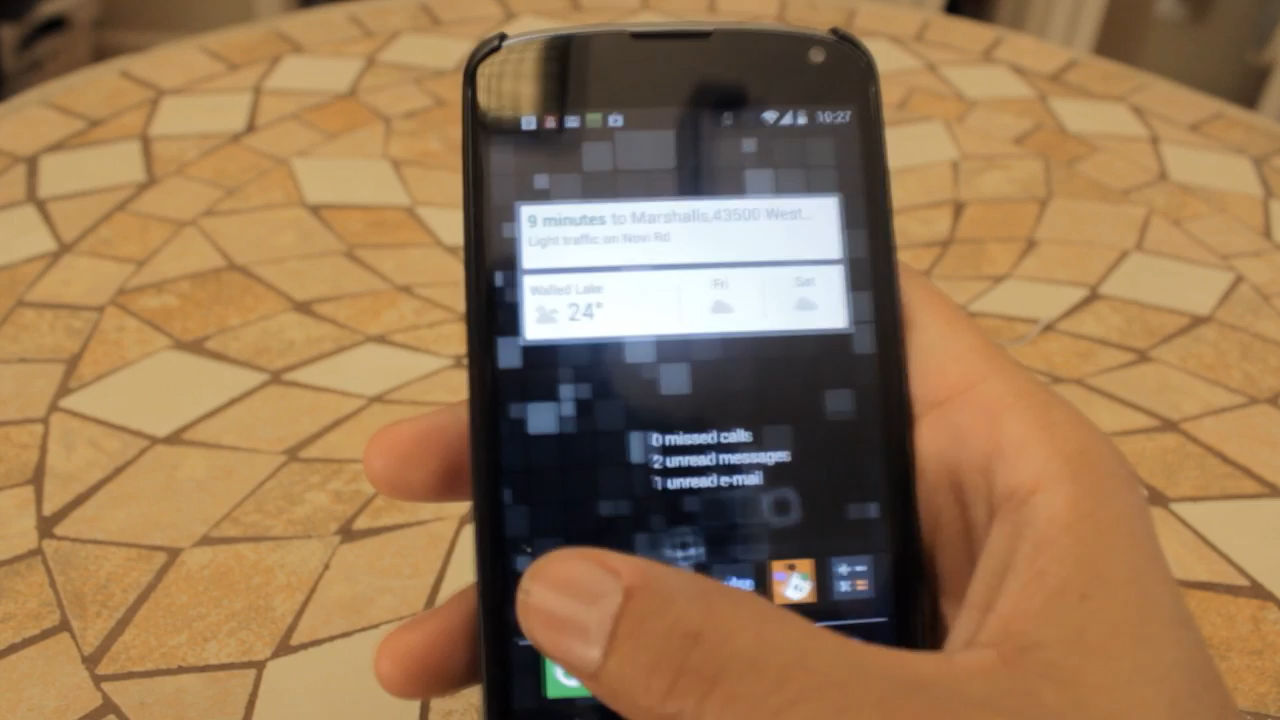 10:27
9 minutes to Marshalls,43500 West...
Light traffic on Novi Rd
Walled Lake
Fri
Sat
24°
0 missed calls
2 unread messages
1 unread e-mail